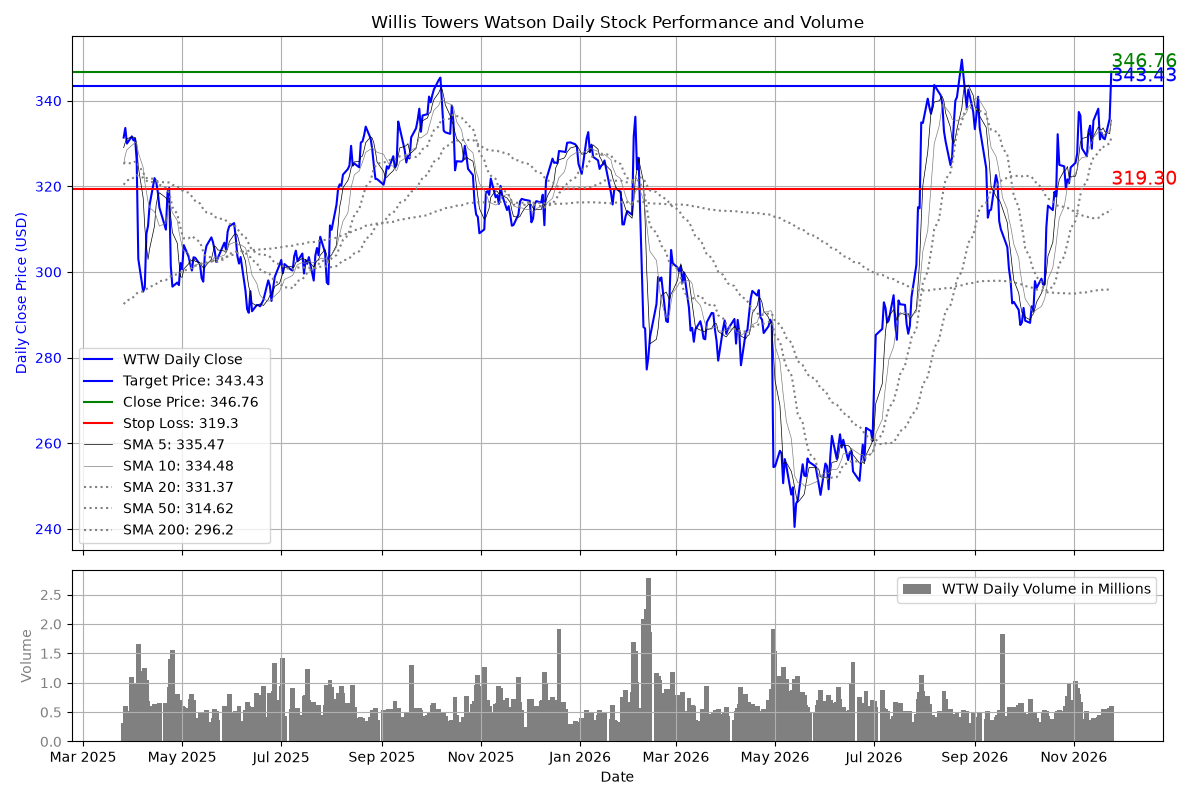 Willis Towers Watson Daily Stock Performance and Volume
346.76
343.43
340
320
319.30
300
280
260
240
Daily Close Price (USD)
WTW Daily Close
Target Price: 343.43
Close Price: 346.76
Stop Loss: 319.3
SMA 5: 335.47
SMA 10: 334.48
SMA 20: 331.37
SMA 50: 314.62
SMA 200: 296.2
WTW Daily Volume in Millions
2.5
2.0
1.5
1.0
0.5
0.0
Volume
Mar 2025 May 2025 Jul 2025 Sep 2025 Nov 2025 Jan 2026 Mar 2026 May 2026 Jul 2026 Sep 2026 Nov 2026
Date